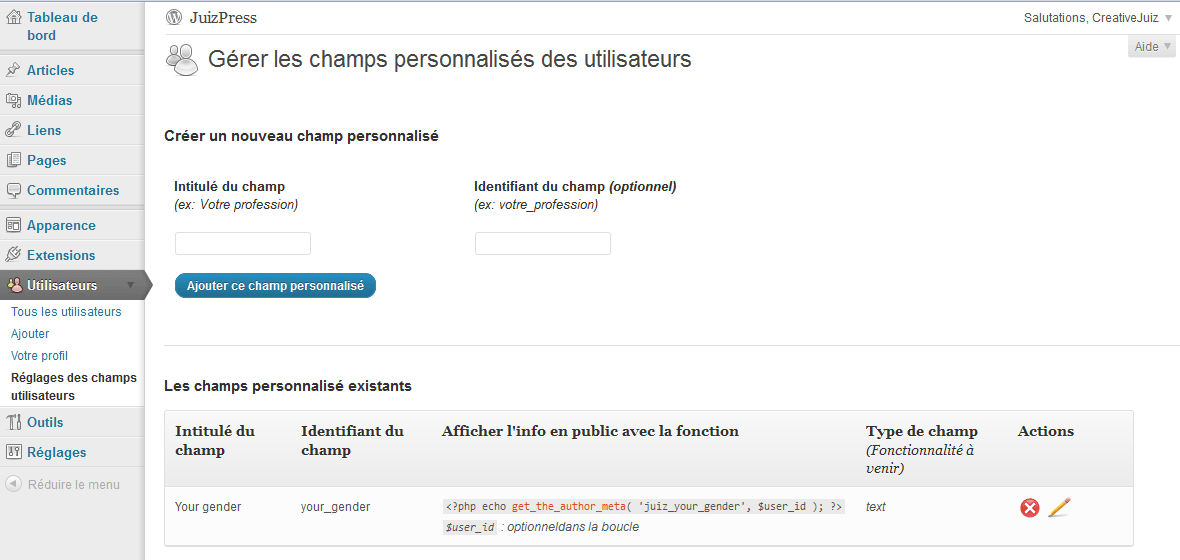 Tableau de
bord
Articles
Médias
Liens
Pages
Commentaires
Apparence
Extensions
Utilisateurs
Tous les utilisateurs
Ajouter
Votre profil
Réglages des champs
utilisateurs
Outils
Réglages
Réduire le menu
JuizPress
Salutations, CreativeJuiz
Aide
Gérer les champs personnalisés des utilisateurs
Créer un nouveau champ personnalisé
Intitulé du champ
(ex: Votre profession)
Identifiant du champ (optionnel)
(ex: votre_profession)
Ajouter ce champ personnalisé
Les champs personnalisé existants
Intitulé du
champ
Identifiant du
champ
Afficher l'info en public avec la fonction
Type de champ
(Fonctionnalité à
venir)
Actions
Your gender
your_gender
<?php echo get_the_author_meta( 'juiz_your_gender', $user_id ); ?>
$user_id : optionneldans la boucle
text